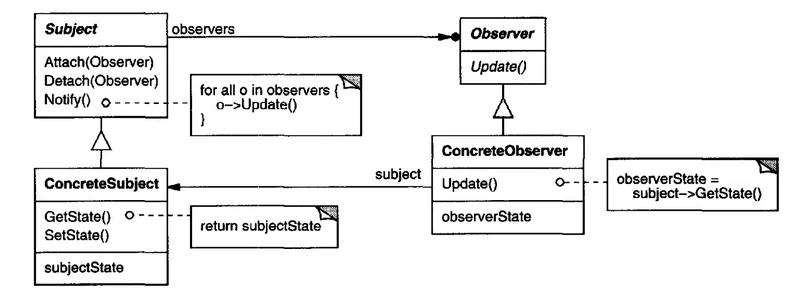 Subject
observers
Observer
Attach(Observer)
Detach(Observer)
Notify()
for all o in observers {
o->Update()
}
Update()
ConcreteSubject
GetState()
SetState()
subjectState
return subjectState
subject
ConcreteObserver
Update()
observerState
observerState =
subject->GetState()